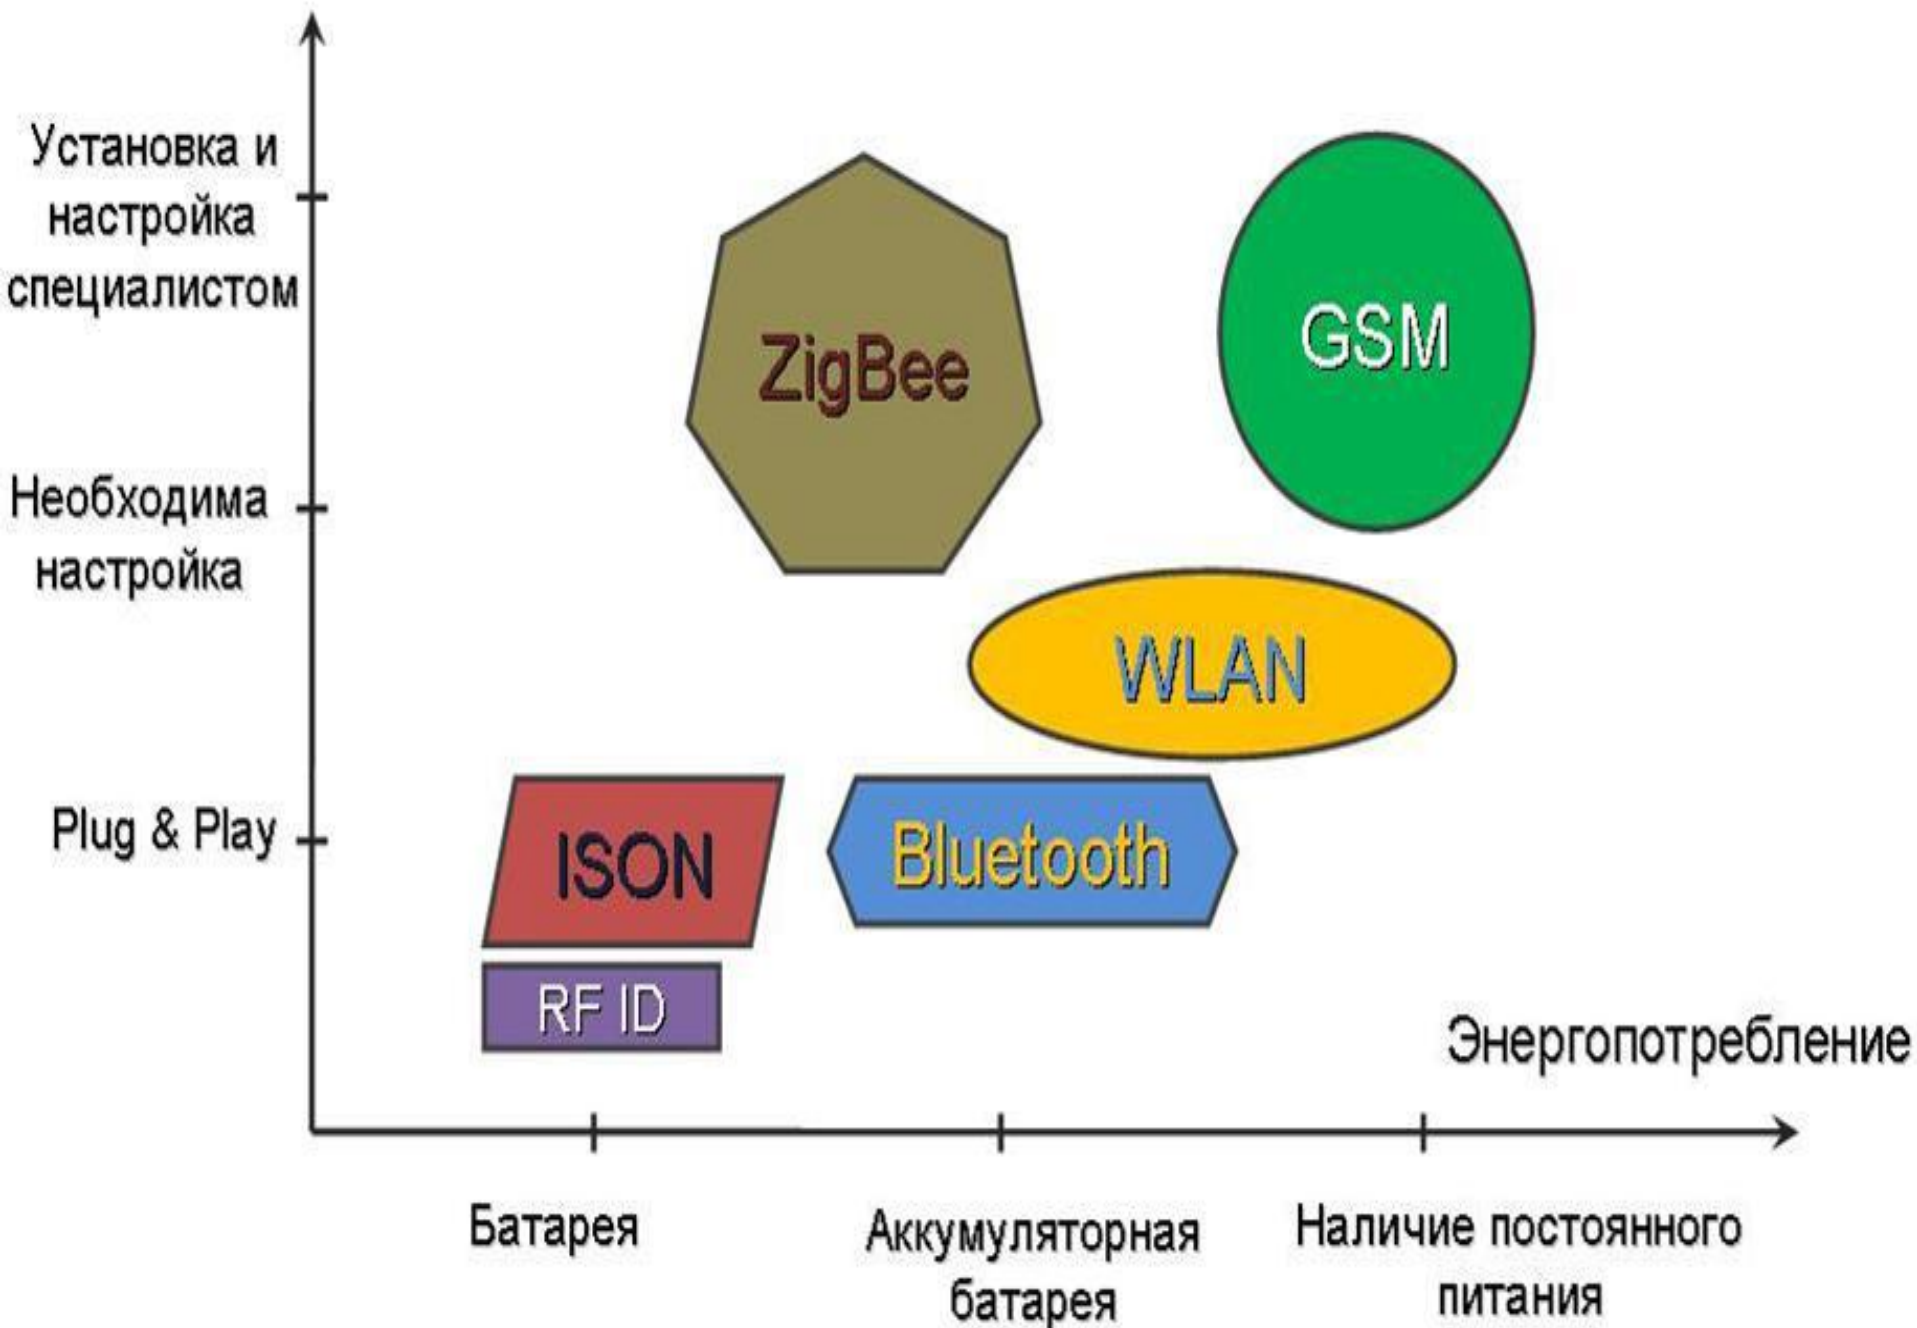 Установка и
настройка
специалистом
ZigBee
GSM
Необходима
настройка
WLAN
Plug & Play
ISON
Bluetooth
RF ID
Энергопотребление
Батарея
Аккумуляторная
батарея
Наличие постоянного
питания